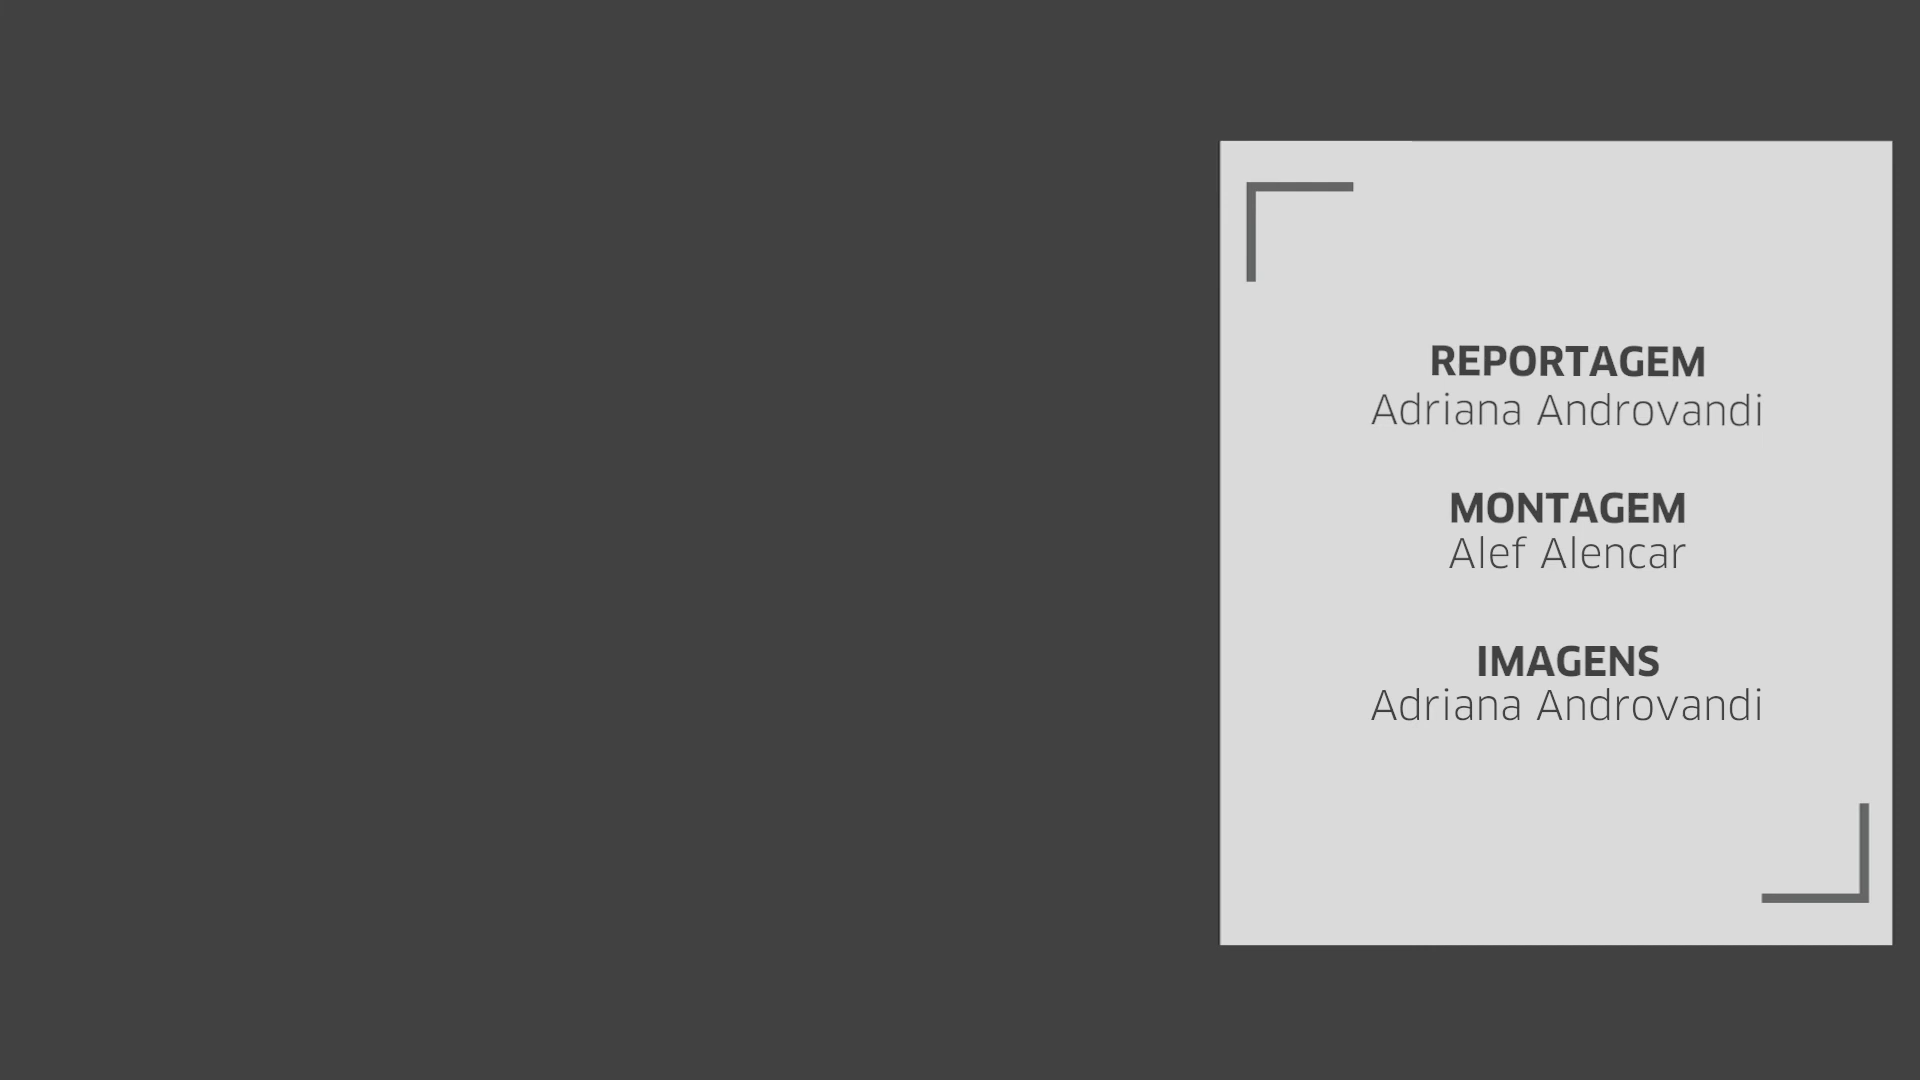 REPORTAGEM
Adriana Androvandi
MONTAGEM
Alef Alencar
IMAGENS
Adriana Androvandi